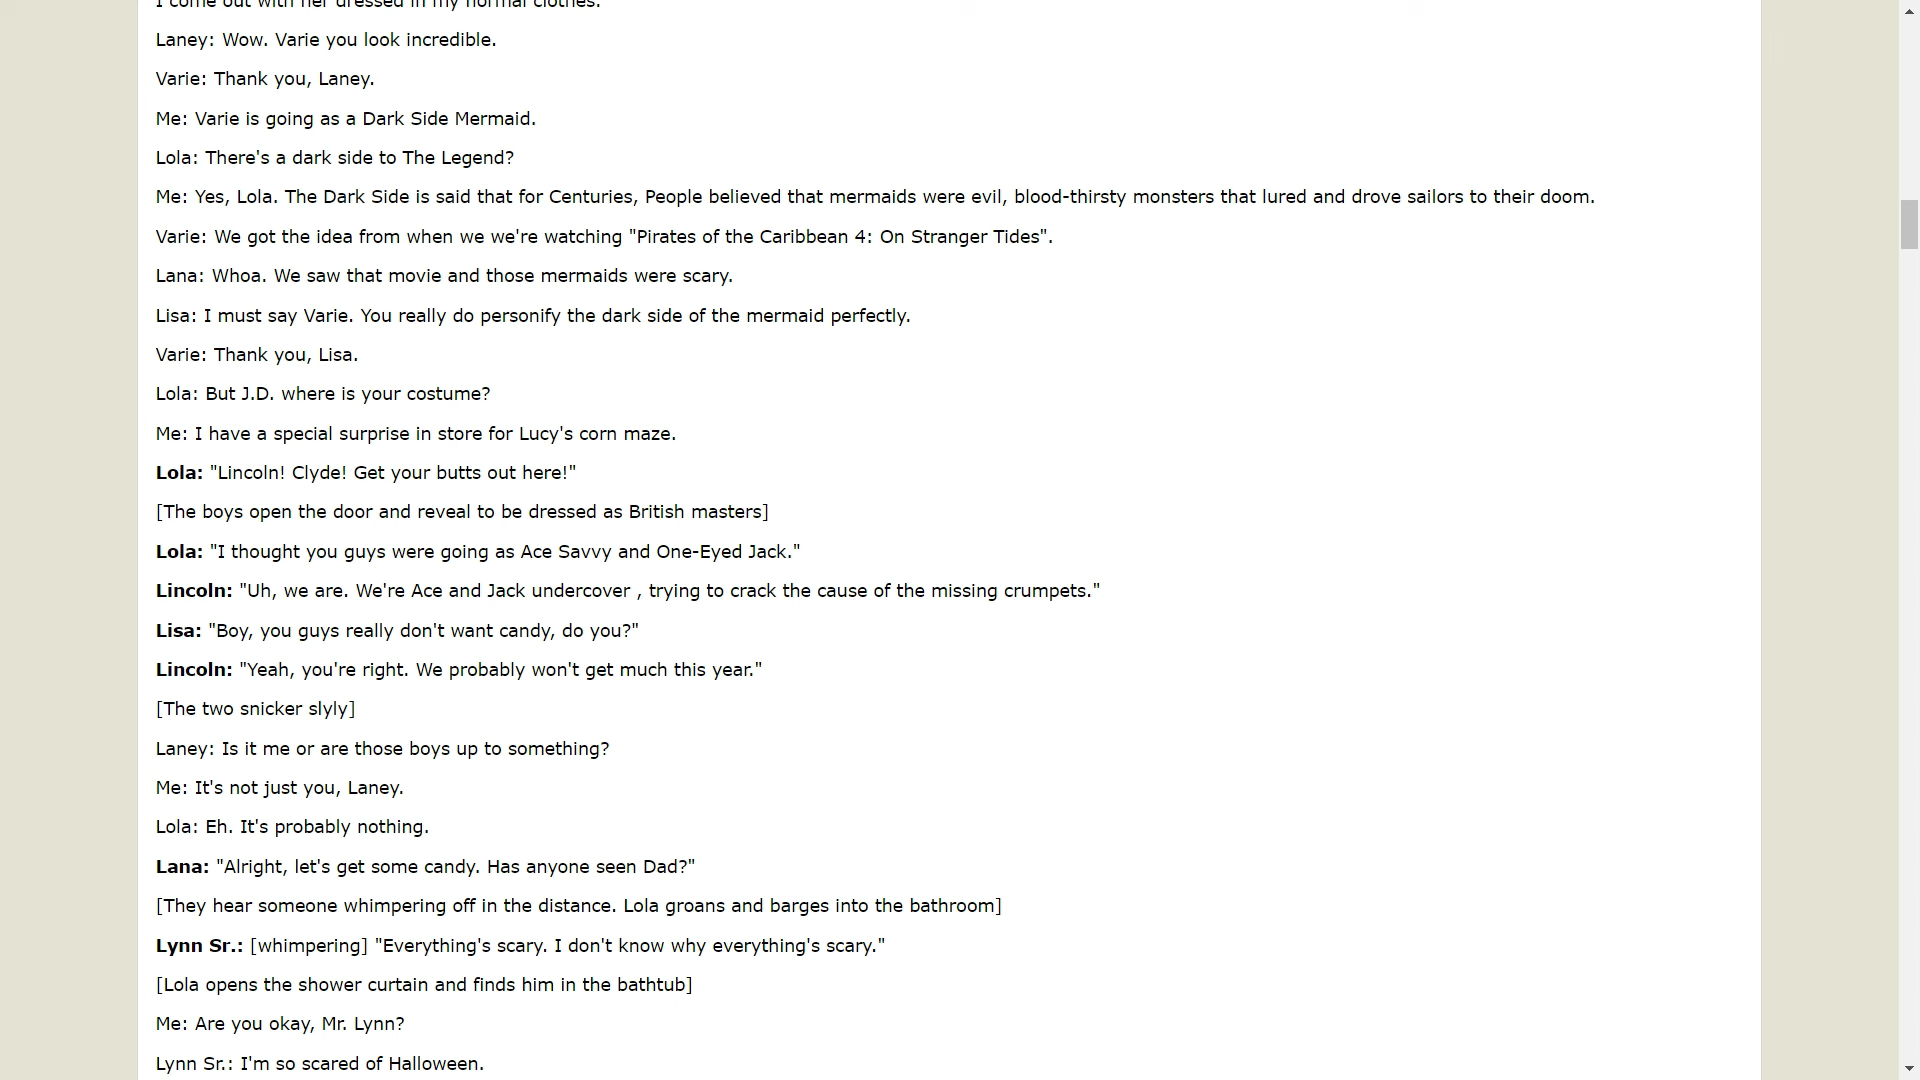 I come out with her dressed in my normal clothes.
Laney: Wow. Varie you look incredible.
Varie: Thank you, Laney.
Me: Varie is going as a Dark Side Mermaid.
Lola: There's a dark side to The Legend?
Me: Yes, Lola. The Dark Side is said that for Centuries, People believed that mermaids were evil, blood-thirsty monsters that lured and drove sailors to their doom.
Varie: We got the idea from when we we're watching "Pirates of the Caribbean 4: On Stranger Tides".
Lana: Whoa. We saw that movie and those mermaids were scary.
Lisa: I must say Varie. You really do personify the dark side of the mermaid perfectly.
Varie: Thank you, Lisa.
Lola: But J.D. where is your costume?
Me: I have a special surprise in store for Lucy's corn maze.
Lola: "Lincoln! Clyde! Get your butts out here!"
[The boys open the door and reveal to be dressed as British masters]
Lola: "I thought you guys were going as Ace Savvy and One-Eyed Jack."
Lincoln: "Uh, we are. We're Ace and Jack undercover , trying to crack the cause of the missing crumpets."
Lisa: "Boy, you guys really don't want candy, do you?"
Lincoln: "Yeah, you're right. We probably won't get much this year."
[The two snicker slyly]
Laney: Is it me or are those boys up to something?
Me: It's not just you, Laney.
Lola: Eh. It's probably nothing.
Lana: "Alright, let's get some candy. Has anyone seen Dad?"
[They hear someone whimpering off in the distance. Lola groans and barges into the bathroom]
Lynn Sr.: [whimpering] "Everything's scary. I don't know why everything's scary."
[Lola opens the shower curtain and finds him in the bathtub]
Me: Are you okay, Mr. Lynn?
Lynn Sr.: I'm so scared of Halloween.